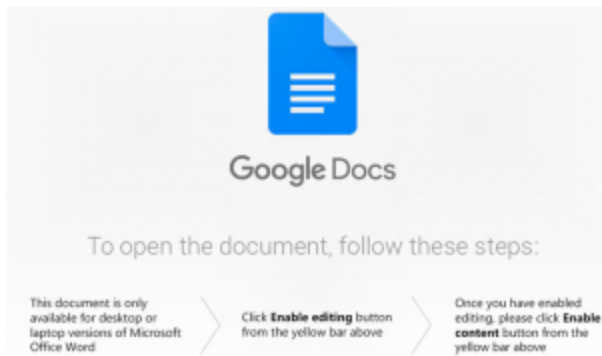 Google Docs
To open the document, follow these steps:
This document is only
available for desktop or
laptop versions of Microsoft
Office Word
Click Enable editing button
from the yellow bar above
Once you have enabled
editing, please click Enable
content button from the
yellow bar above